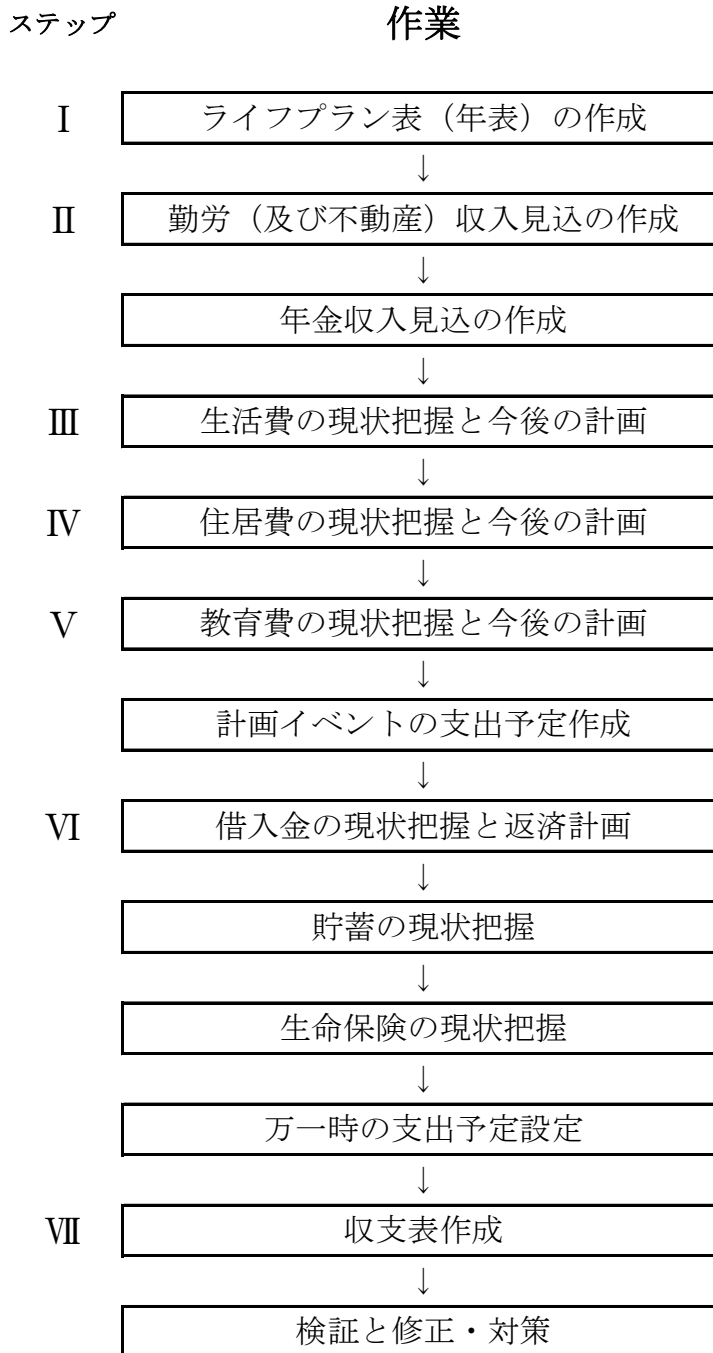 ステップ 作業
Ⅰ ライフプラン表（年表）の作成
↓
Ⅱ 勤労（及び不動産）収入見込の作成
↓
年金収入見込の作成
↓
Ⅲ 生活費の現状把握と今後の計画
↓
Ⅳ 住居費の現状把握と今後の計画
↓
Ⅴ 教育費の現状把握と今後の計画
↓
計画イベントの支出予定作成
↓
Ⅵ 借入金の現状把握と返済計画
↓
貯蓄の現状把握
↓
生命保険の現状把握
↓
万一時の支出予定設定
↓
Ⅶ 収支表作成
↓
検証と修正・対策